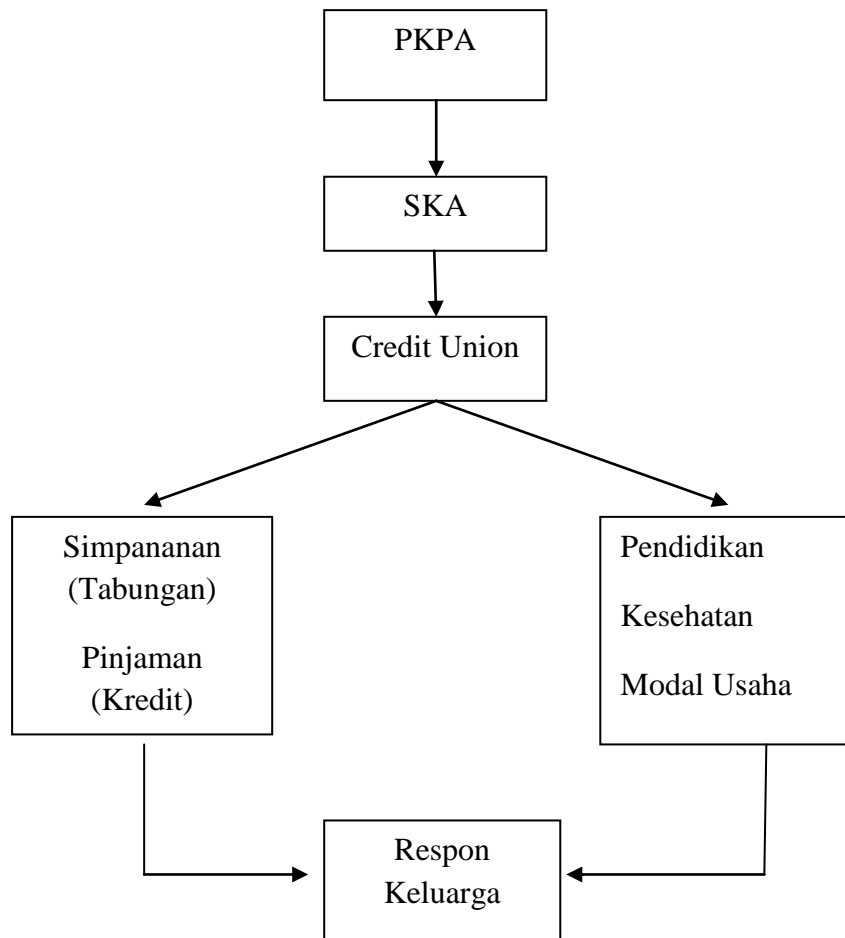 PKPA
SKA
Credit Union
Simpananan
(Tabungan)
Pinjaman
(Kredit)
Pendidikan
Kesehatan
Modal Usaha
Respon
Keluarga